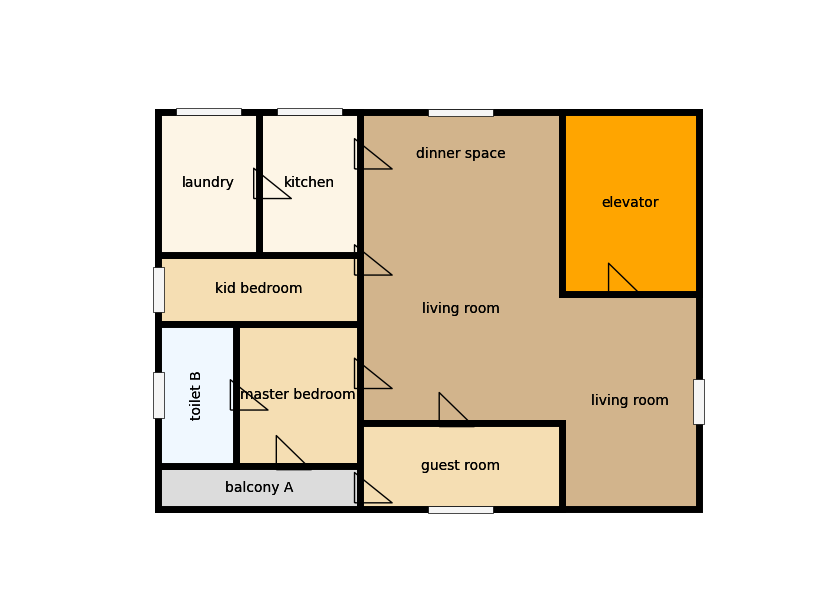 dinner space
laundry
kitchen
elevator
kid bedroom
living room
toilet B
master bedroom
living room
guest room
balcony A